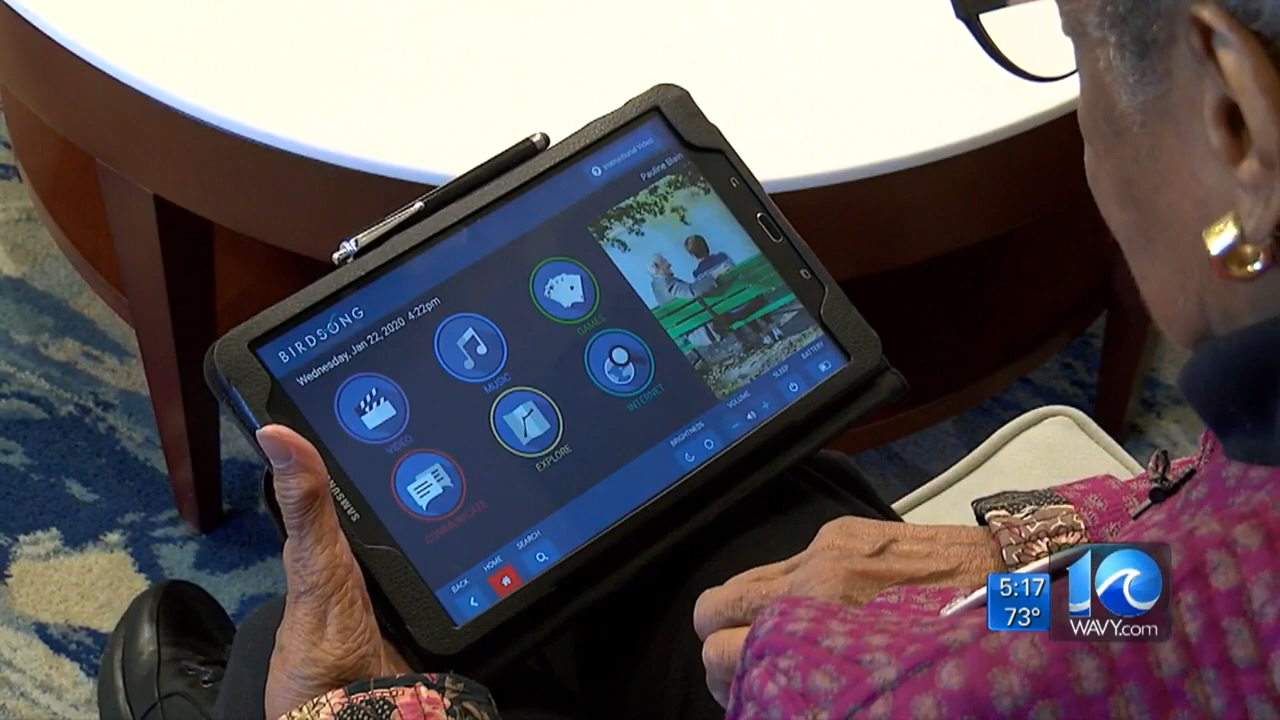 Instructional Video
Pauline Blain
BIRDSONG
Wednesday, Jan 22, 2020 4:22pm
GAMES
MUSIC
INTERNET
VIDEO
EXPLORE
COMMUNICATE
BATTERY
SLEEP
VOLUME
BRIGHTNESS
SEARCH
HOME
BACK
SAMSUNG
5:17
73°
10
WAVY.com